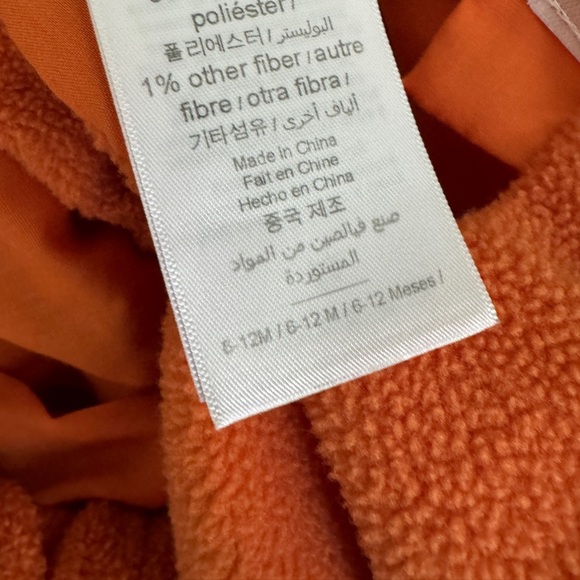 poliéster /
폴리에스터 / البوليستر /
1% other fiber / autre
fibre / otra fibra /
기타섬유 / ألياف أخرى /
Made in China
Fait en Chine
Hecho en China
중국 제조
صنع فيالصين من المواد
المستوردة
6-12M / 6-12 M / 6-12 Meses /